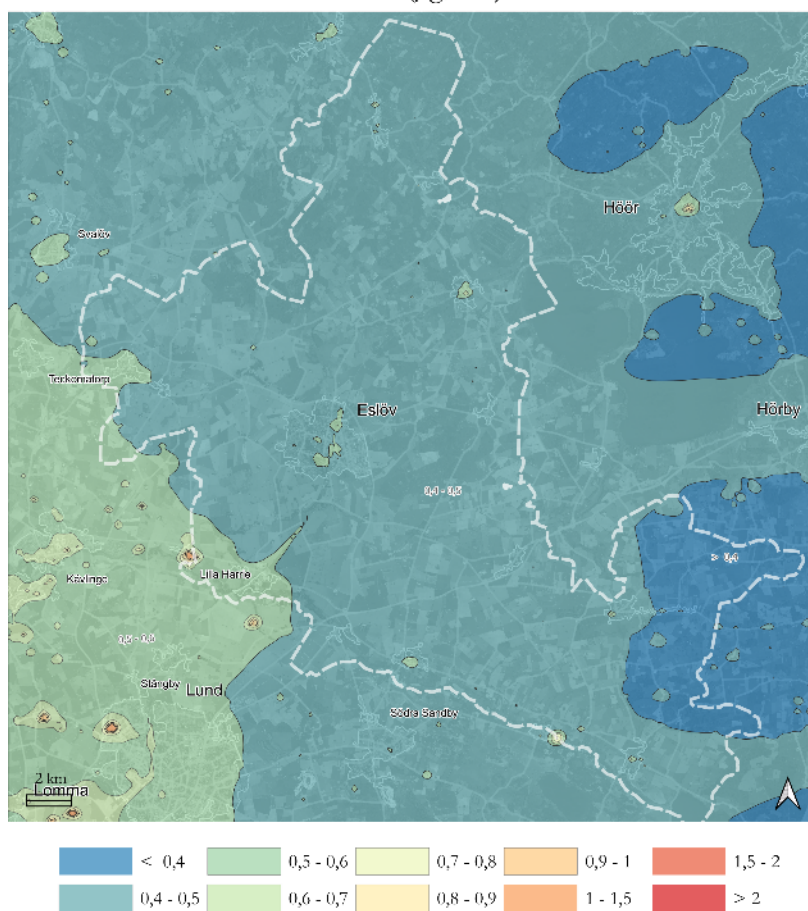 Höör
Svalöv
Teckomatorp
Eslöv
Hörby
0,4 - 0,5
> 0,4
Lilla Harrie
Kävlinge
0,5 - 0,6
Stångby
Lund
Södra Sandby
2 km
Lomma
< 0,4 0,5 - 0,6 0,7 - 0,8 0,9 - 1 1,5 - 2
0,4 - 0,5 0,6 - 0,7 0,8 - 0,9 1 - 1,5 > 2